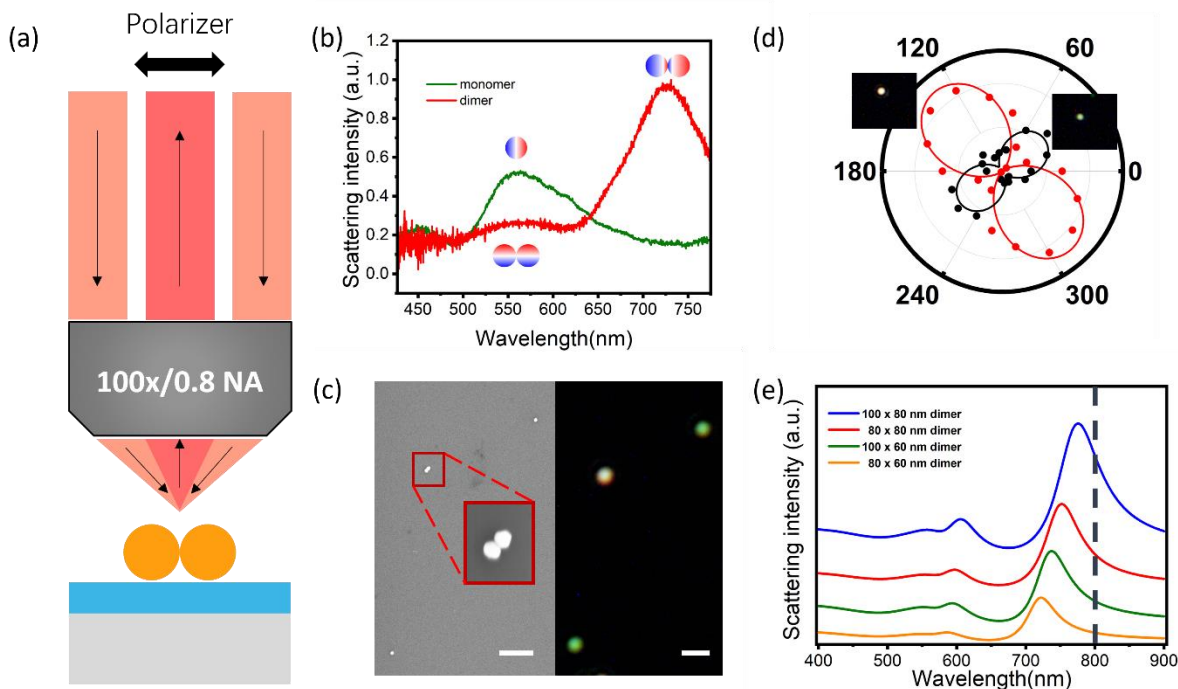 (a)
Polarizer
100x/0.8 NA
(b)
Scattering intensity (a.u.)
1.2
1.0
0.8
0.6
0.4
0.2
0.0
monomer
dimer
450 500 550 600 650 700 750
Wavelength(nm)
(c)
(d)
120
60
180
0
240
300
(e)
Scattering intensity (a.u.)
100 x 80 nm dimer
80 x 80 nm dimer
100 x 60 nm dimer
80 x 60 nm dimer
400 500 600 700 800 900
Wavelength(nm)